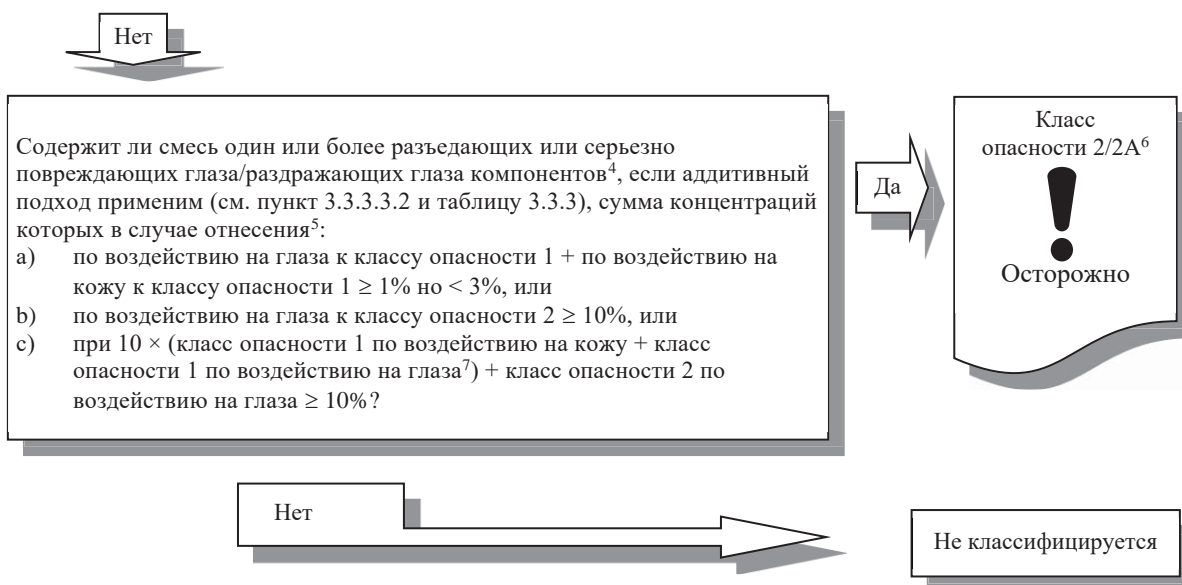 Нет
Содержит ли смесь один или более разъедающих или серьезно
повреждающих глаза/раздражающих глаза компонентов⁴, если аддитивный
подход применим (см. пункт 3.3.3.3.2 и таблицу 3.3.3), сумма концентраций
которых в случае отнесения⁵:
a) по воздействию на глаза к классу опасности 1 + по воздействию на
кожу к классу опасности 1 ≥ 1% но < 3%, или
b) по воздействию на глаза к классу опасности 2 ≥ 10%, или
c) при 10 × (класс опасности 1 по воздействию на кожу + класс
опасности 1 по воздействию на глаза⁷) + класс опасности 2 по
воздействию на глаза ≥ 10%?
Да
Класс
опасности 2/2А⁶
Осторожно
Нет
Не классифицируется